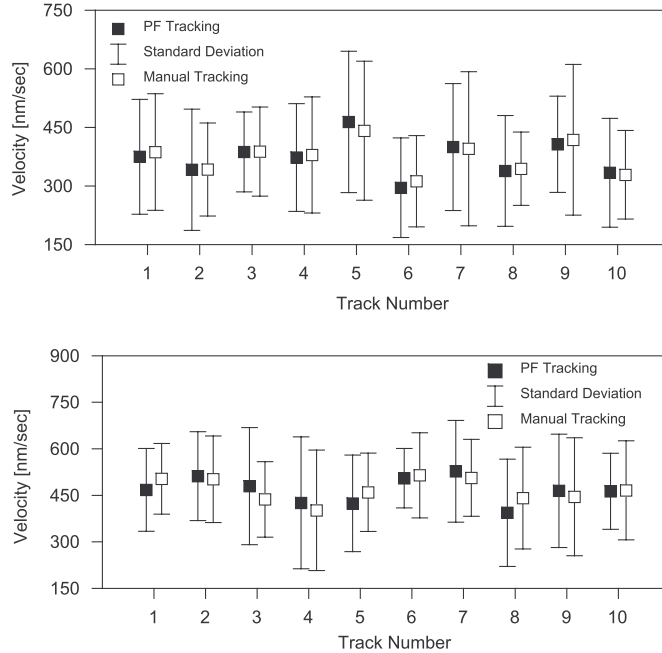 750
PF Tracking
Standard Deviation
600
Manual Tracking
Velocity [nm/sec]
450
300
150
1 2 3 4 5 6 7 8 9 10
Track Number
900
PF Tracking
750
Standard Deviation
Manual Tracking
Velocity [nm/sec]
600
450
300
150
1 2 3 4 5 6 7 8 9 10
Track Number